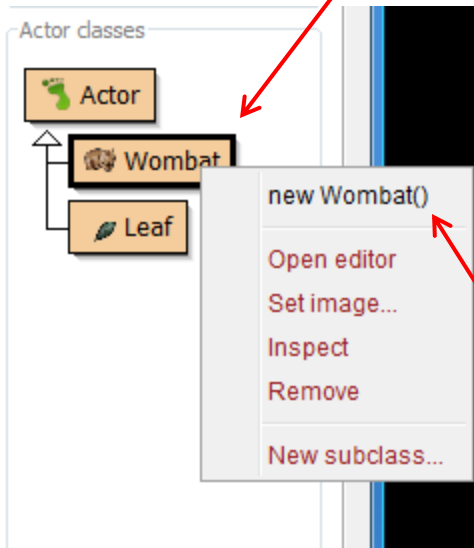 Actor classes
Actor
Wombat
Leaf
new Wombat()
Open editor
Set image...
Inspect
Remove
New subclass...